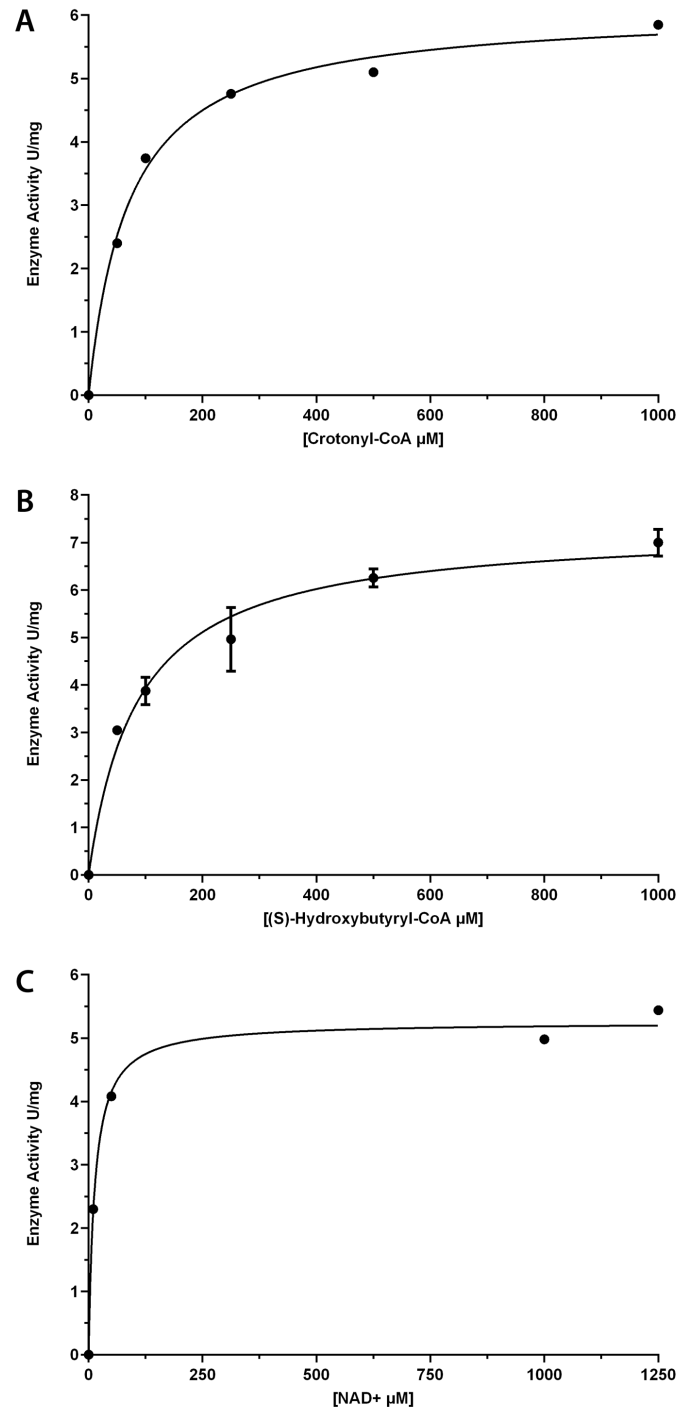 A
6
5
4
3
2
1
0
Enzyme Activity U/mg
0 200 400 600 800 1000
[Crotonyl-CoA µM]
B
8
7
6
5
4
3
2
1
0
Enzyme Activity U/mg
0 200 400 600 800 1000
[(S)-Hydroxybutyryl-CoA µM]
C
6
5
4
3
2
1
0
Enzyme Activity U/mg
0 250 500 750 1000 1250
[NAD+ µM]